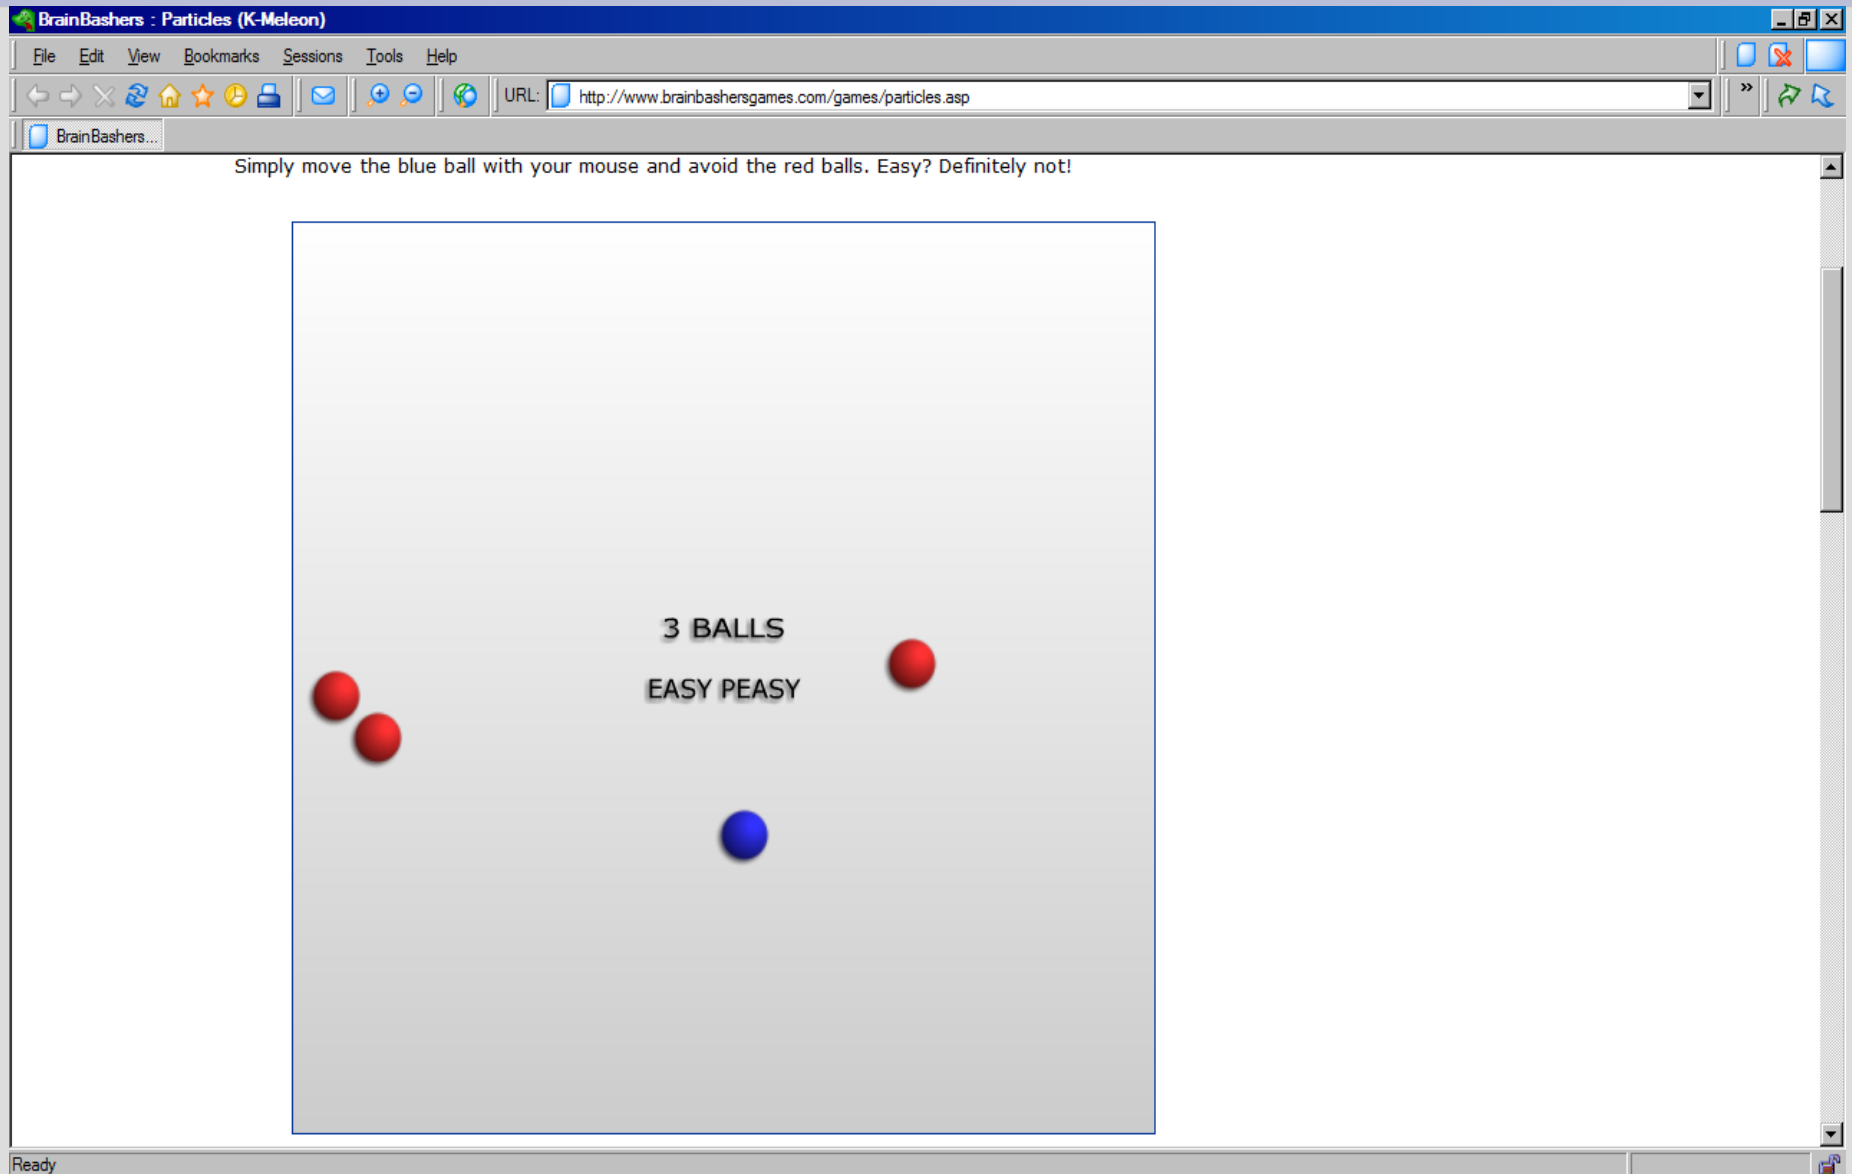 BrainBashers : Particles (K-Meleon)
File Edit View Bookmarks Sessions Tools Help
URL: http://www.brainbashersgames.com/games/particles.asp »
BrainBashers...
Simply move the blue ball with your mouse and avoid the red balls. Easy? Definitely not!
3 BALLS
EASY PEASY
Ready